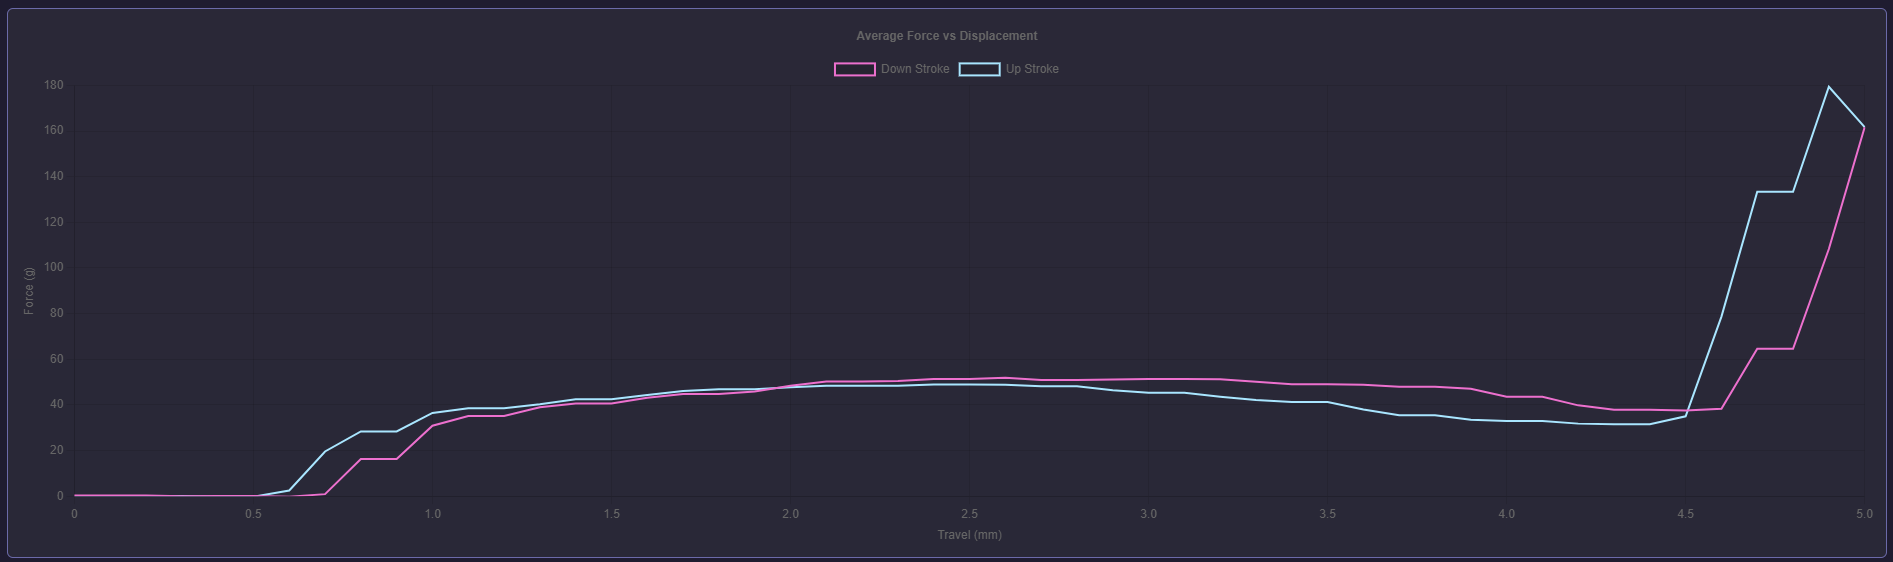 Average Force vs Displacement
Down Stroke Up Stroke
180
160
140
120
100
80
60
40
20
0
Force (g)
0 0.5 1.0 1.5 2.0 2.5 3.0 3.5 4.0 4.5 5.0
Travel (mm)